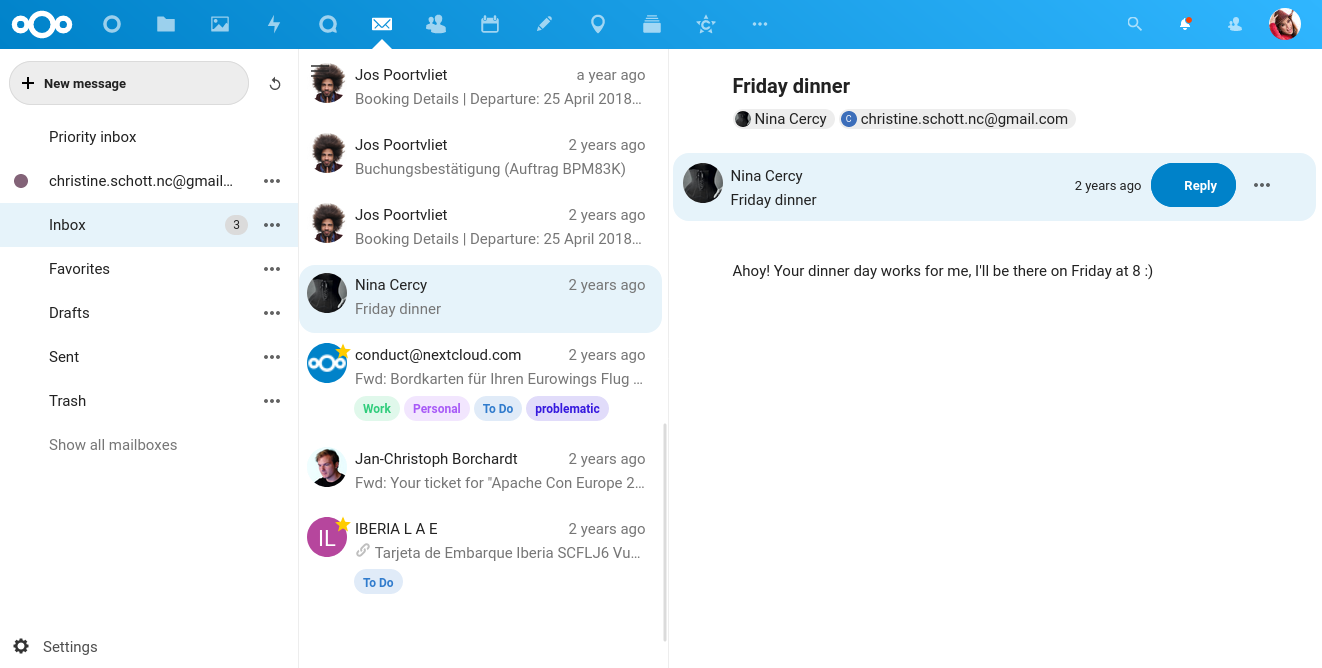 New message
Priority inbox
christine.schott.nc@gmail...
Inbox 3
Favorites
Drafts
Sent
Trash
Show all mailboxes
Settings
Jos Poortvliet a year ago
Booking Details | Departure: 25 April 2018...
Jos Poortvliet 2 years ago
Buchungsbestätigung (Auftrag BPM83K)
Jos Poortvliet 2 years ago
Booking Details | Departure: 25 April 2018...
Nina Cercy 2 years ago
Friday dinner
conduct@nextcloud.com 2 years ago
Fwd: Bordkarten für Ihren Eurowings Flug ...
Work Personal To Do problematic
Jan-Christoph Borchardt 2 years ago
Fwd: Your ticket for "Apache Con Europe 2...
IL IBERIA L A E 2 years ago
Tarjeta de Embarque Iberia SCFLJ6 Vu...
To Do
Friday dinner
Nina Cercy C christine.schott.nc@gmail.com
Nina Cercy
Friday dinner
2 years ago Reply
Ahoy! Your dinner day works for me, I'll be there on Friday at 8 :)